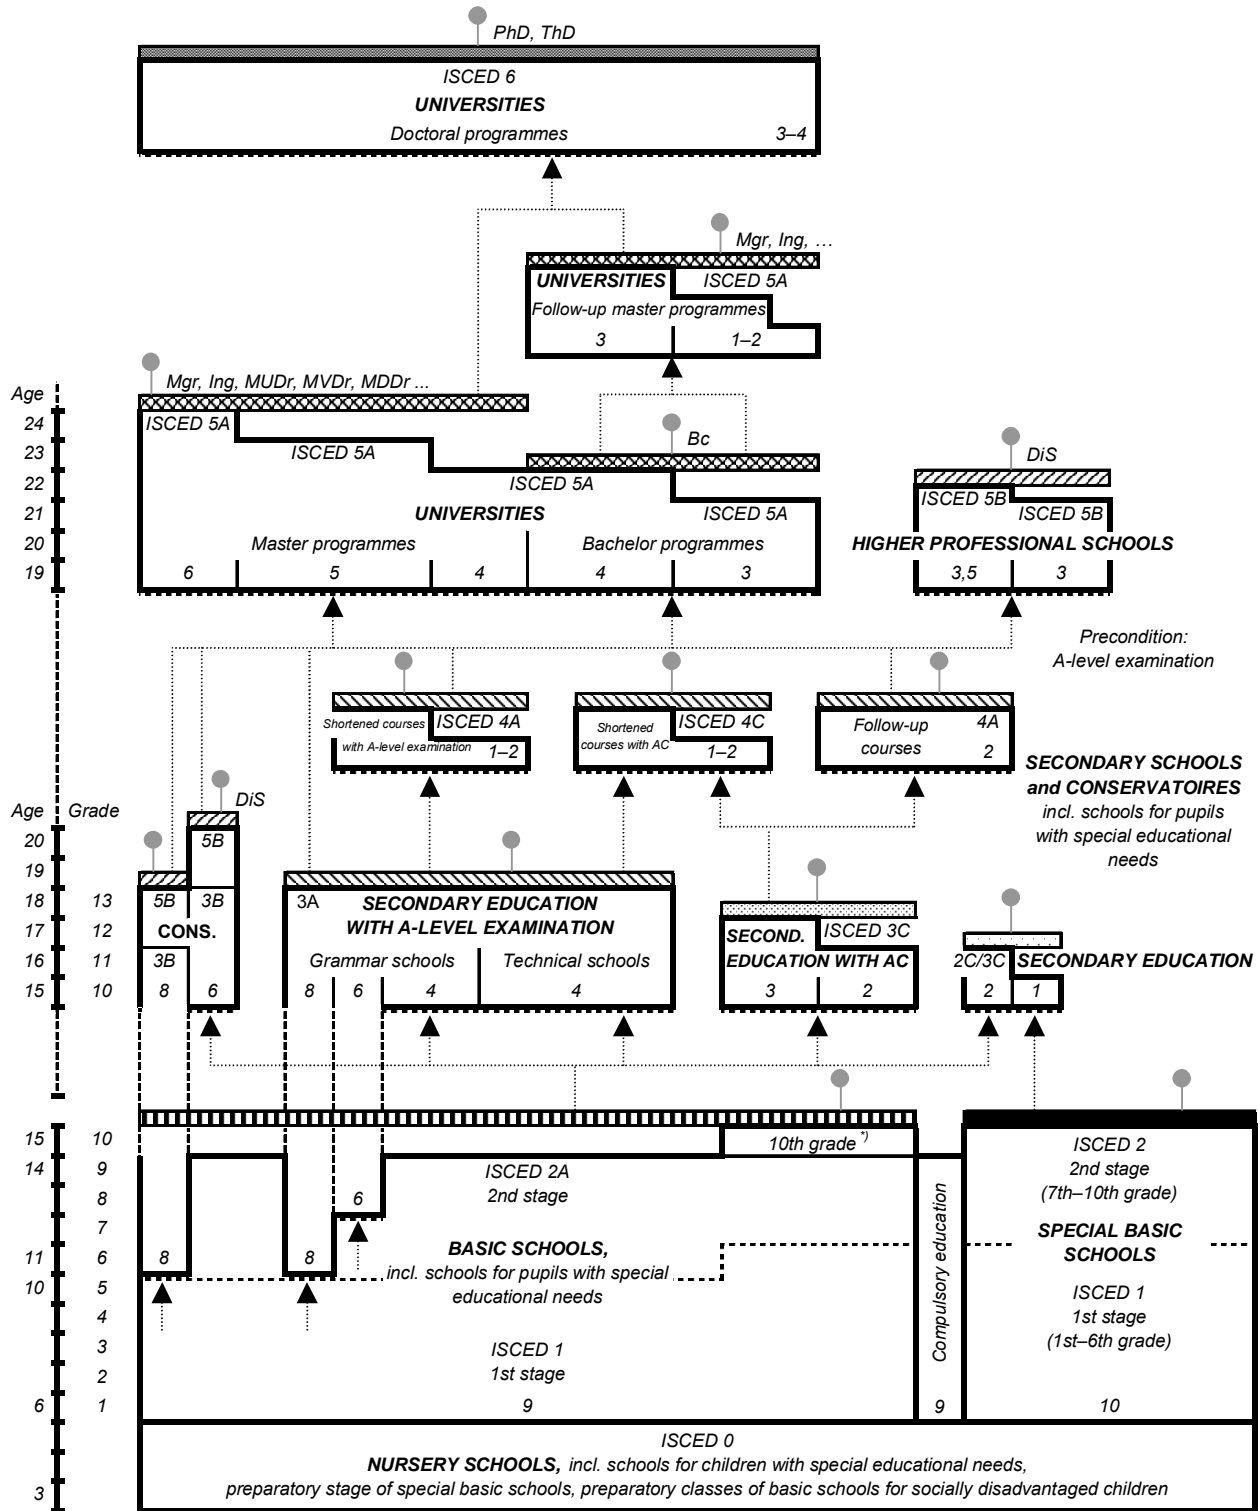 PhD, ThD
ISCED 6
UNIVERSITIES
Doctoral programmes 3–4
Mgr, Ing, …
UNIVERSITIES ISCED 5A
Follow-up master programmes
3 1–2
Mgr, Ing, MUDr, MVDr, MDDr ...
Age
24 ISCED 5A
23 ISCED 5A Bc DiS
22 ISCED 5A ISCED 5B
21 UNIVERSITIES ISCED 5A ISCED 5B
20 Master programmes Bachelor programmes HIGHER PROFESSIONAL SCHOOLS
19 6 5 4 4 3 3,5 3
Precondition:
A-level examination
Shortened courses ISCED 4A
with A-level examination 1–2
Shortened ISCED 4C
courses with AC 1–2
Follow-up 4A
courses 2
SECONDARY SCHOOLS
and CONSERVATOIRES
incl. schools for pupils
with special educational
needs
Age Grade DiS
20 5B
19
18 13 5B 3B 3A SECONDARY EDUCATION
17 12 CONS. WITH A-LEVEL EXAMINATION SECOND. ISCED 3C
16 11 3B Grammar schools Technical schools EDUCATION WITH AC 2C/3C SECONDARY EDUCATION
15 10 8 6 8 6 4 4 3 2 2 1
15 10 10th grade *) ISCED 2
14 9 ISCED 2A 2nd stage
8 6 2nd stage (7th–10th grade)
7
11 6 8 8 BASIC SCHOOLS, SPECIAL BASIC
SCHOOLS
10 5 incl. schools for pupils with special
educational needs
4 ISCED 1
3 ISCED 1 1st stage
2 1st stage (1st–6th grade)
Compulsory education
6 1 9 9 10
ISCED 0
NURSERY SCHOOLS, incl. schools for children with special educational needs,
3 preparatory stage of special basic schools, preparatory classes of basic schools for socially disadvantaged children